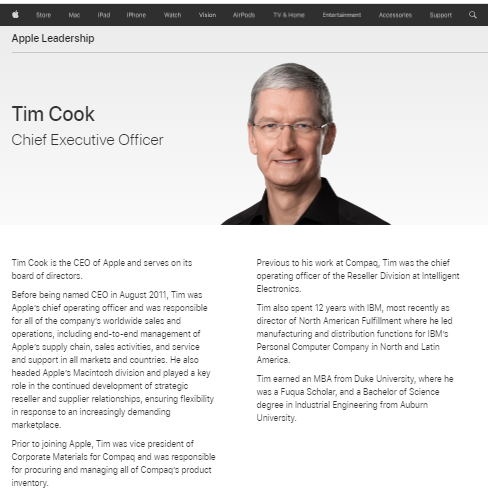 Store Mac iPad iPhone Watch Vision AirPods TV & Home Entertainment Accessories Support
Apple Leadership
Tim Cook
Chief Executive Officer
Tim Cook is the CEO of Apple and serves on its
board of directors.
Before being named CEO in August 2011, Tim was
Apple's chief operating officer and was responsible
for all of the company's worldwide sales and
operations, including end-to-end management of
Apple's supply chain, sales activities, and service
and support in all markets and countries. He also
headed Apple's Macintosh division and played a key
role in the continued development of strategic
reseller and supplier relationships, ensuring flexibility
in response to an increasingly demanding
marketplace.
Prior to joining Apple, Tim was vice president of
Corporate Materials for Compaq and was responsible
for procuring and managing all of Compaq's product
inventory.
Previous to his work at Compaq, Tim was the chief
operating officer of the Reseller Division at Intelligent
Electronics.
Tim also spent 12 years with IBM, most recently as
director of North American Fulfillment where he led
manufacturing and distribution functions for IBM's
Personal Computer Company in North and Latin
America.
Tim earned an MBA from Duke University, where he
was a Fuqua Scholar, and a Bachelor of Science
degree in Industrial Engineering from Auburn
University.